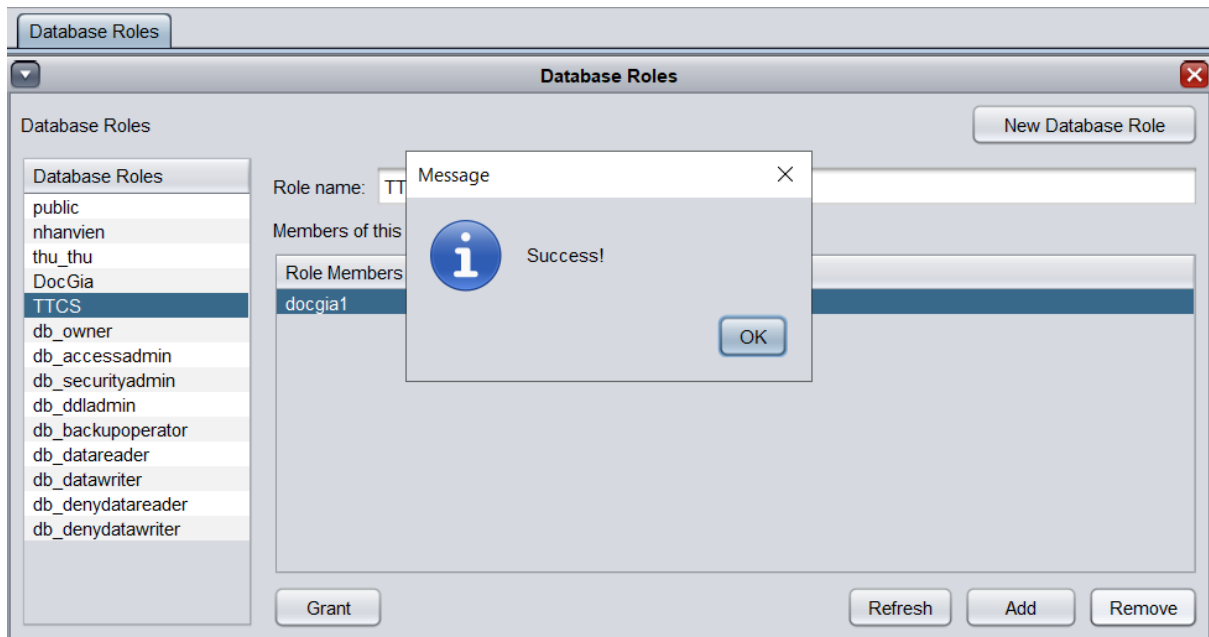 Database Roles
Database Roles
Database Roles
New Database Role
Database Roles
public
nhanvien
thu_thu
DocGia
TTCS
db_owner
db_accessadmin
db_securityadmin
db_ddladmin
db_backupoperator
db_datareader
db_datawriter
db_denydatareader
db_denydatawriter
Role name: TT
Members of this
Role Members
docgia1
Message
Success!
OK
Grant
Refresh
Add
Remove